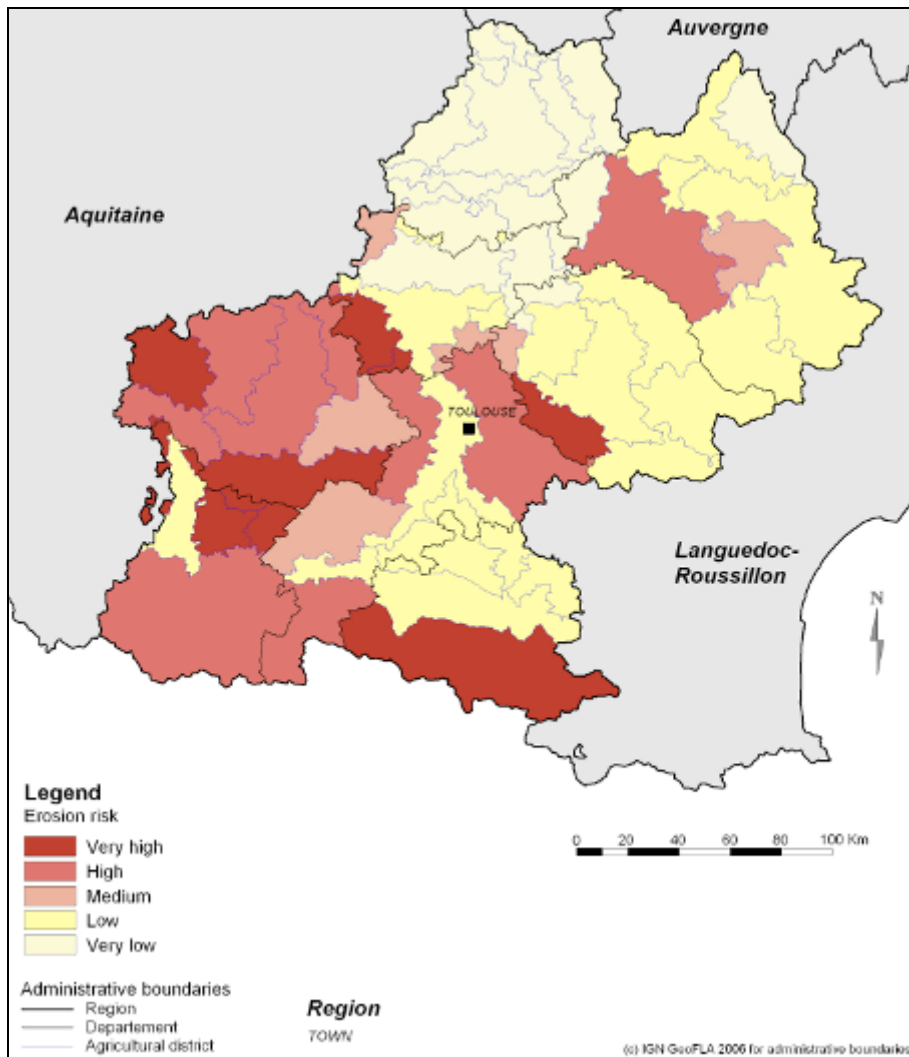 Auvergne
Aquitaine
TOULOUSE
Languedoc-
Roussillon
N
Legend
Erosion risk
Very high
High
Medium
Low
Very low
0 20 40 60 80 100 Km
Administrative boundaries
Region
Departement
Agricultural district
Region
TOWN
(c) IGN GeoFLA 2006 for administrative boundaries